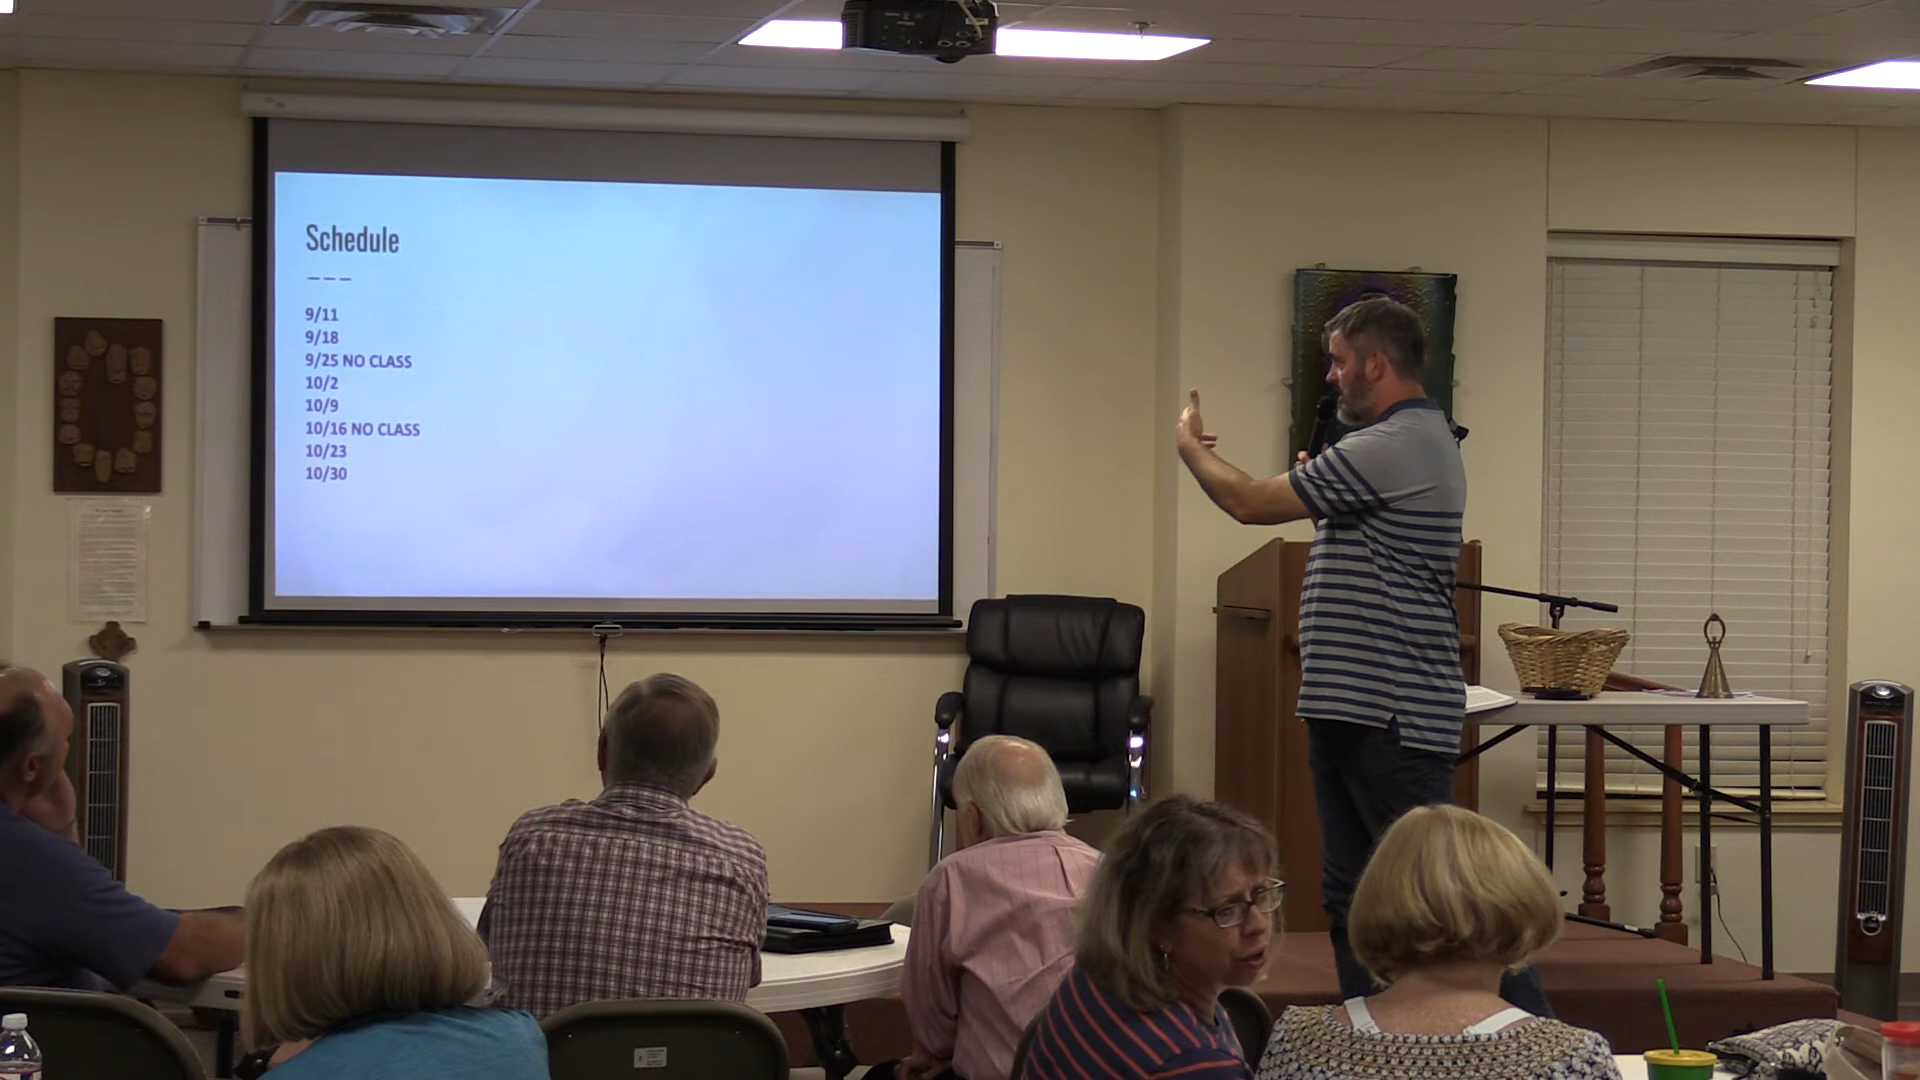 Schedule
9/11
9/18
9/25 NO CLASS
10/2
10/9
10/16 NO CLASS
10/23
10/30